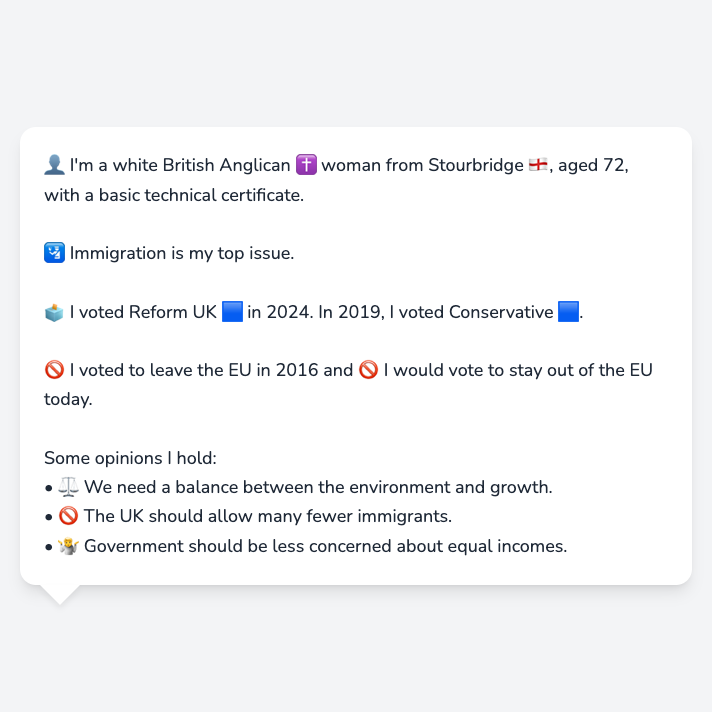 👤 I'm a white British Anglican ✝️ woman from Stourbridge 🏴󠁧󠁢󠁥󠁮󠁧󠁿, aged 72,
with a basic technical certificate.
🛂 Immigration is my top issue.
🗳️ I voted Reform UK 🟦 in 2024. In 2019, I voted Conservative 🟦.
🚫 I voted to leave the EU in 2016 and 🚫 I would vote to stay out of the EU
today.
Some opinions I hold:
• ⚖️ We need a balance between the environment and growth.
• 🚫 The UK should allow many fewer immigrants.
• 🤷 Government should be less concerned about equal incomes.